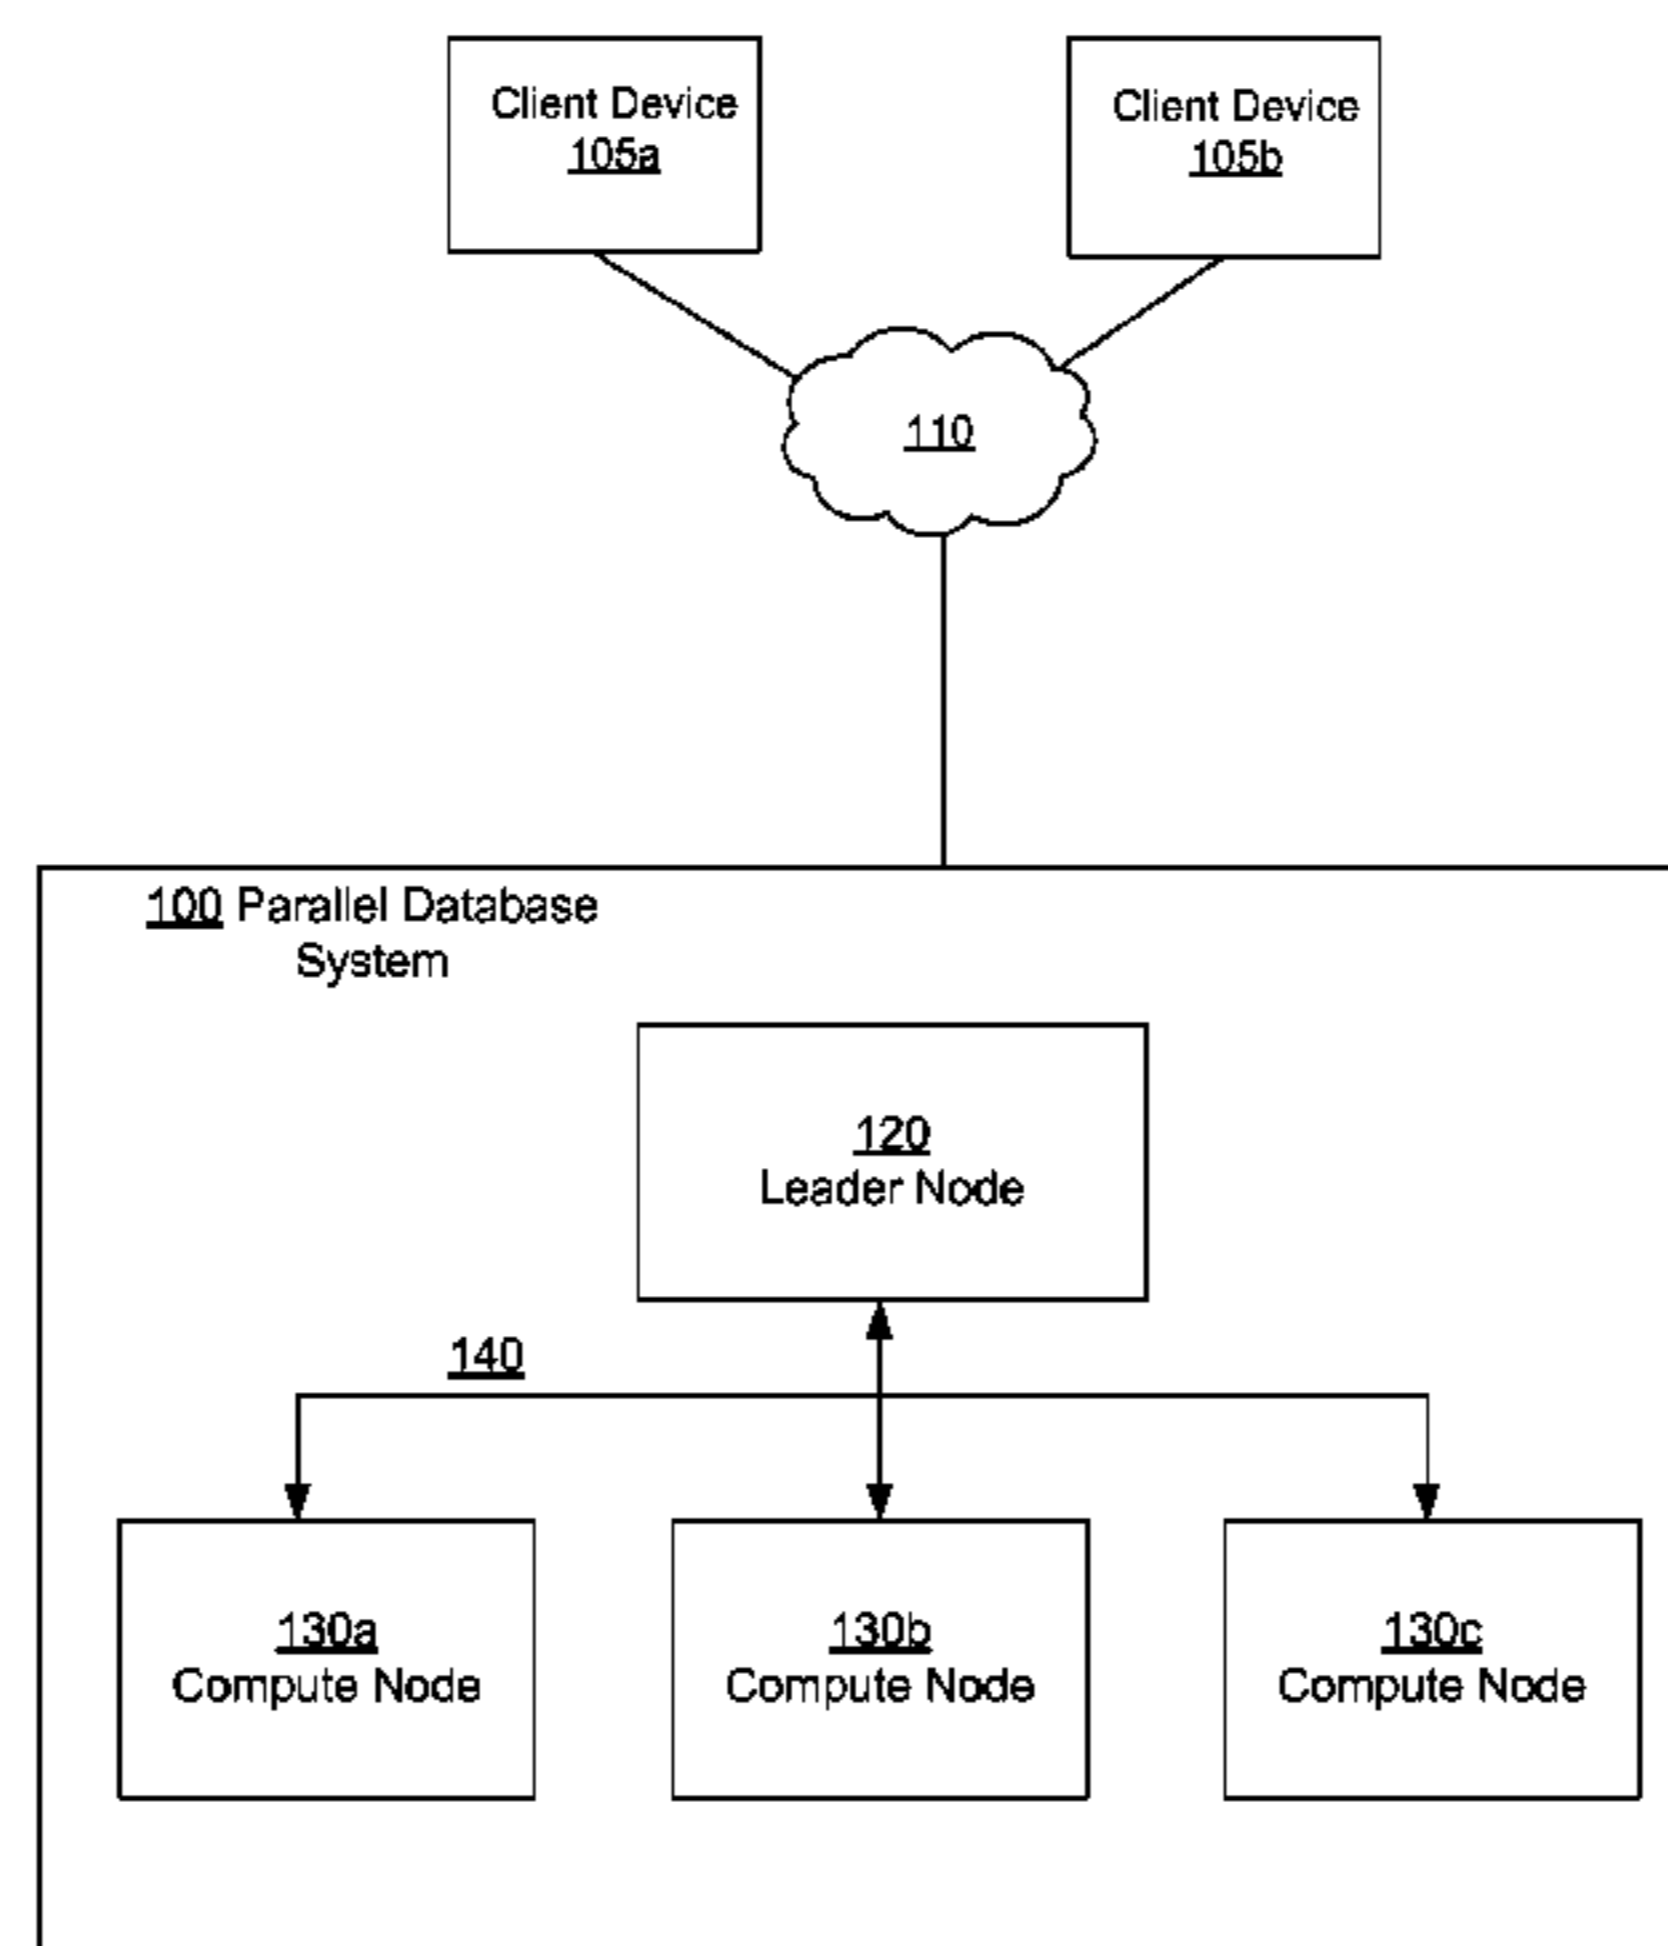 Client Device
105a
Client Device
105b
110
100 Parallel Database
System
120
Leader Node
140
130a
Compute Node
130b
Compute Node
130c
Compute Node